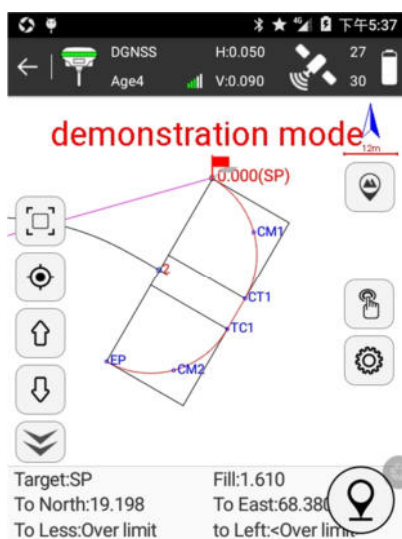 下午5:37
DGNSS H:0.050 27
Age4 V:0.090 30
demonstration mode
12m
0.000(SP)
CM1
2
CT1
TC1
EP
CM2
Target:SP Fill:1.610
To North:19.198 To East:68.380
To Less:Over limit to Left:<Over limit